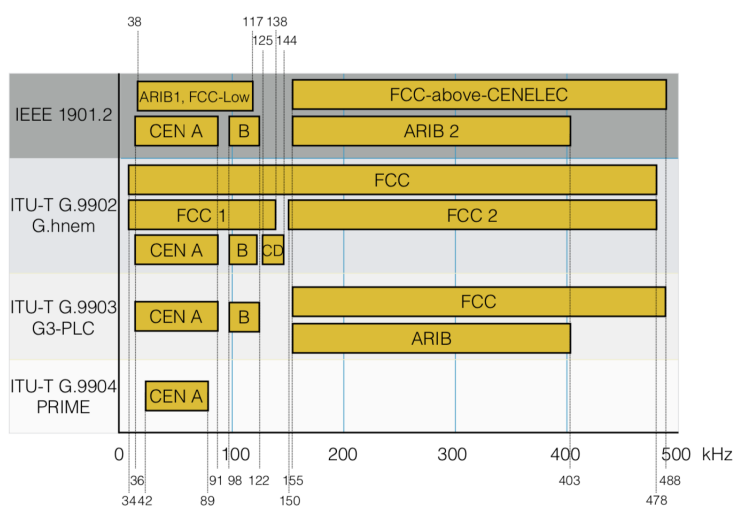 38
117 138
125 144
IEEE 1901.2
ARIB1, FCC-Low
FCC-above-CENELEC
CEN A
B
ARIB 2
ITU-T G.9902
G.hnem
FCC
FCC 1
FCC 2
CEN A
B
CD
ITU-T G.9903
G3-PLC
CEN A
B
FCC
ARIB
ITU-T G.9904
PRIME
CEN A
0 100 200 300 400 500 kHz
36 91 98 122 155 403 488
34 42 89 150 478